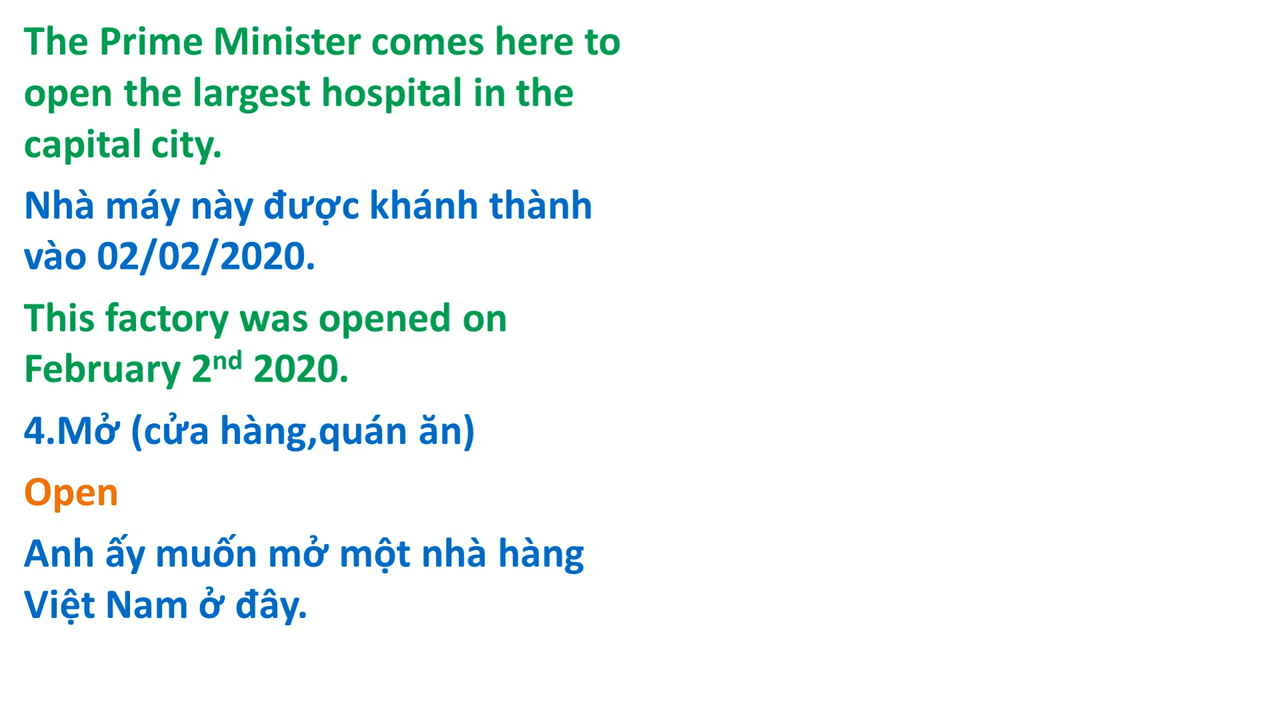 The Prime Minister comes here to
open the largest hospital in the
capital city.
Nhà máy này được khánh thành
vào 02/02/2020.
This factory was opened on
February 2nd 2020.
4.Mở (cửa hàng,quán ăn)
Open
Anh ấy muốn mở một nhà hàng
Việt Nam ở đây.